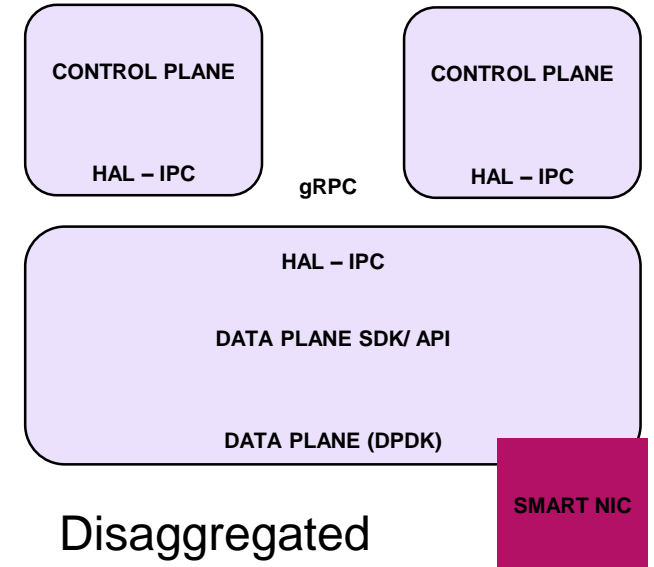 CONTROL PLANE
CONTROL PLANE
HAL – IPC
gRPC
HAL – IPC
HAL – IPC
DATA PLANE SDK/ API
DATA PLANE (DPDK)
SMART NIC
Disaggregated